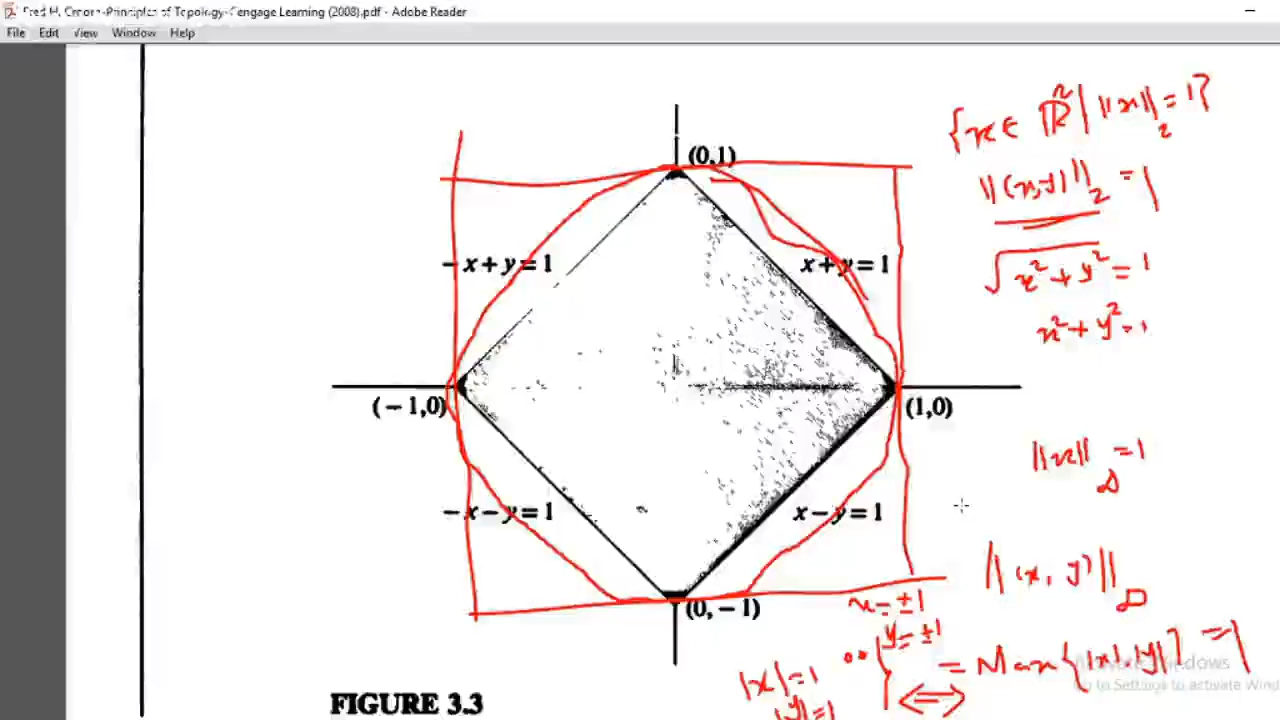 Fred H. Croom-Principles of Topology-Cengage Learning (2008).pdf - Adobe Reader
File Edit View Window Help
(0,1)
{x∈ ℝ² | ||x||₂ = 1}
||(x,y)||₂ = 1
− x + y = 1
x + y = 1
√x² + y² = 1
x² + y² = 1
(−1,0)
(1,0)
||x|| = 1
− x − y = 1
x − y = 1
||(x, y)||
(0, −1)
x = ±1
y = ±1
= Max{|x|, |y|} = 1
|x| = 1
⟺
|y| = 1
Activate Windows
Go to Settings to activate Wind
FIGURE 3.3